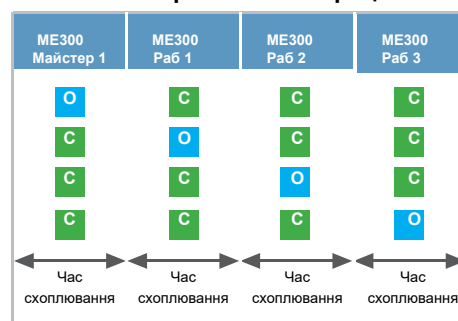 ME300 ME300 ME300 ME300
Майстер 1 Раб 1 Раб 2 Раб 3
O C C C
C O C C
C C O C
C C C O
Час Час Час Час
схоплювання схоплювання схоплювання схоплювання